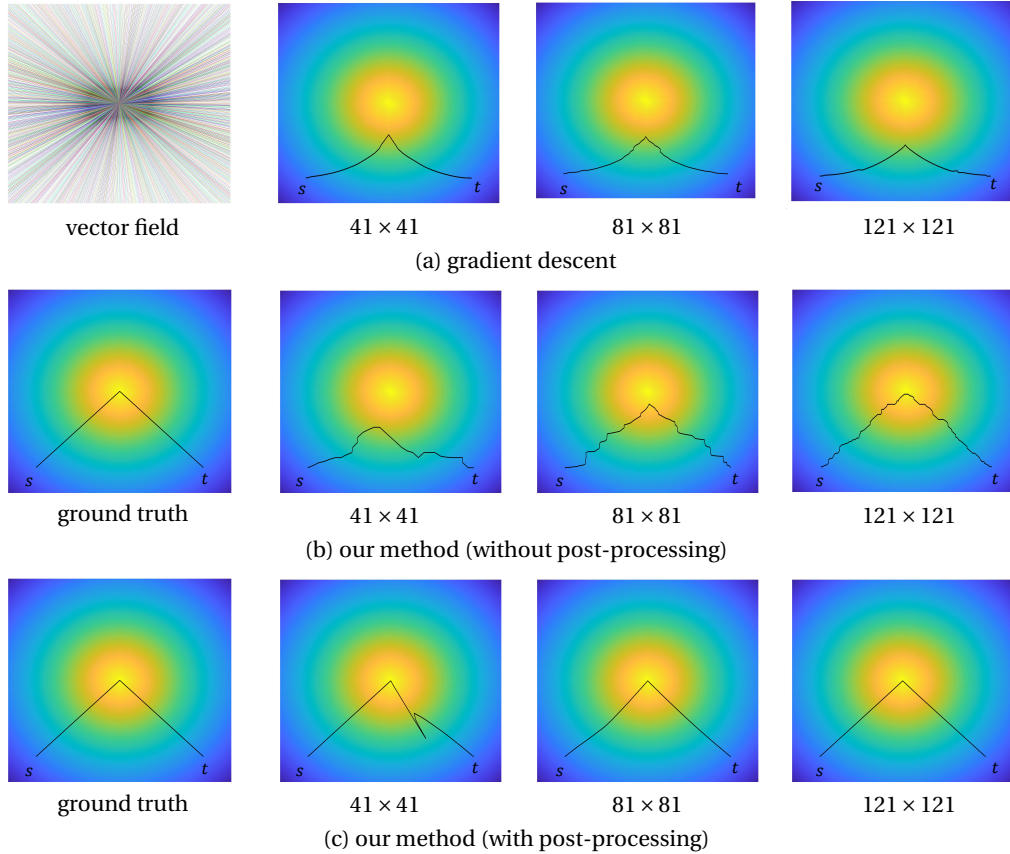 s t s t s t
vector field 41 × 41 81 × 81 121 × 121
(a) gradient descent
s t s t s t s t
ground truth 41 × 41 81 × 81 121 × 121
(b) our method (without post-processing)
s t s t s t s t
ground truth 41 × 41 81 × 81 121 × 121
(c) our method (with post-processing)